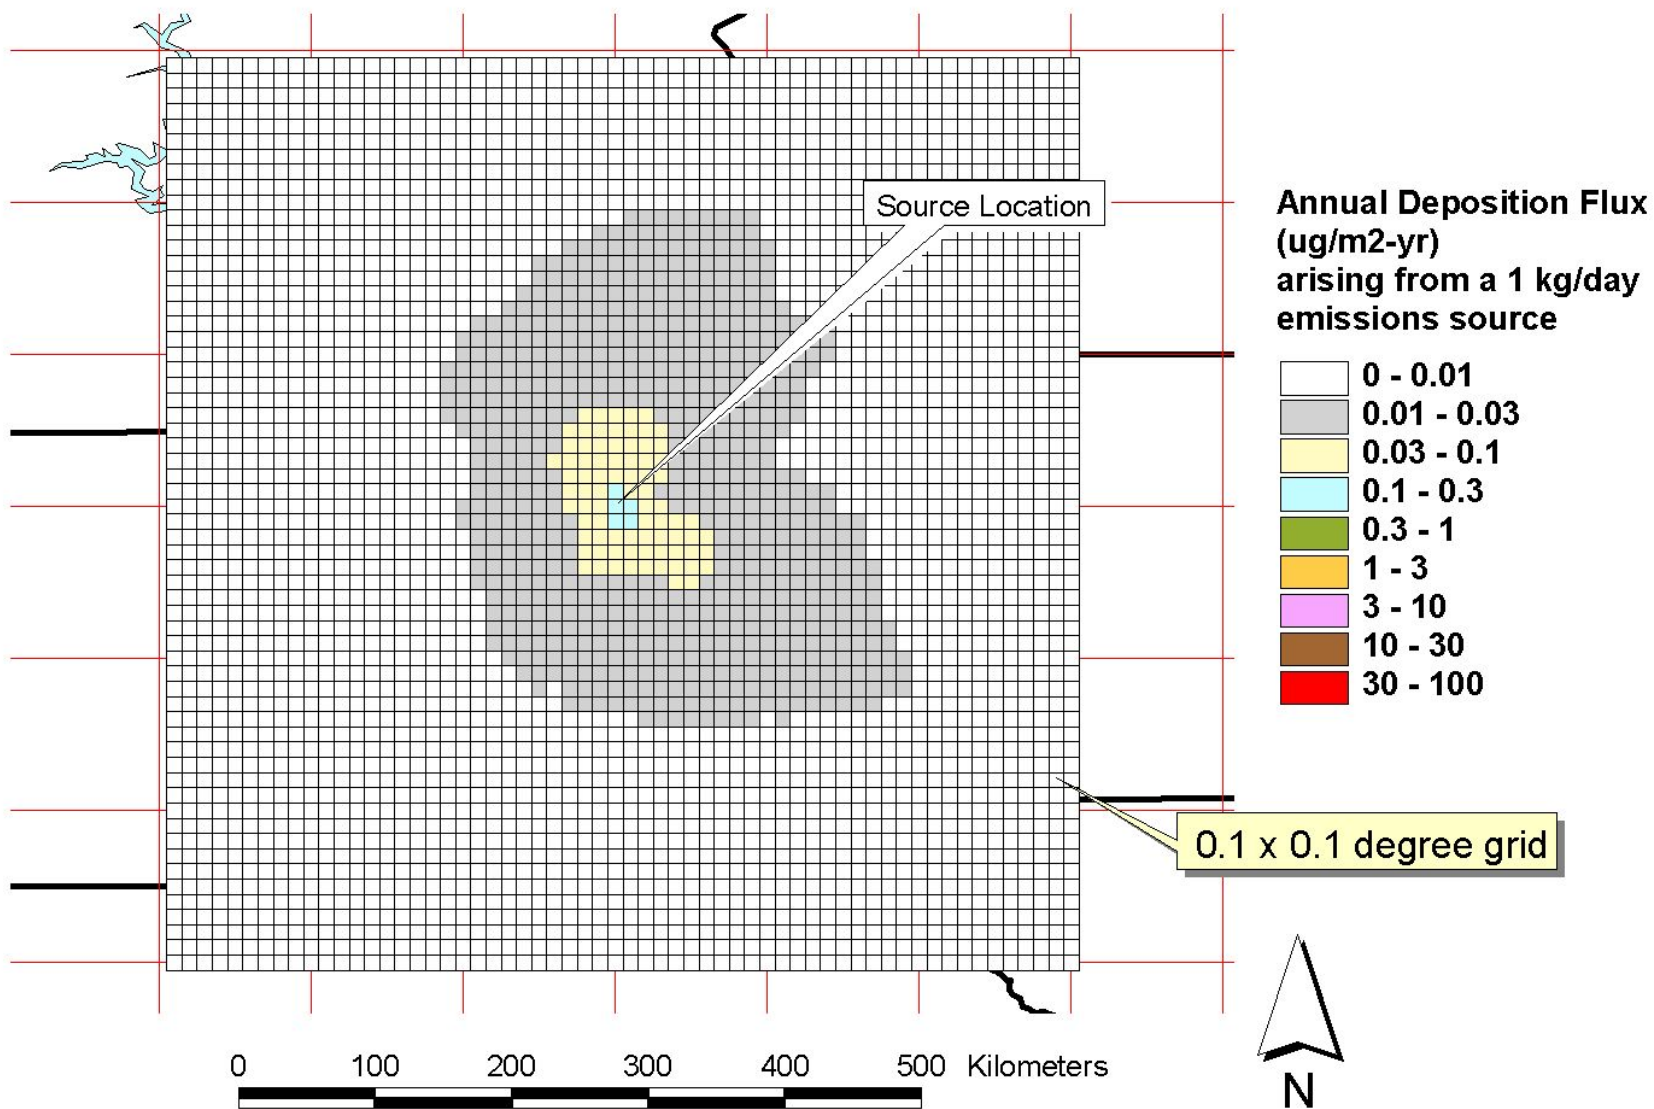 Source Location
Annual Deposition Flux
(ug/m2-yr)
arising from a 1 kg/day
emissions source
0 - 0.01
0.01 - 0.03
0.03 - 0.1
0.1 - 0.3
0.3 - 1
1 - 3
3 - 10
10 - 30
30 - 100
0.1 x 0.1 degree grid
0 100 200 300 400 500 Kilometers
N